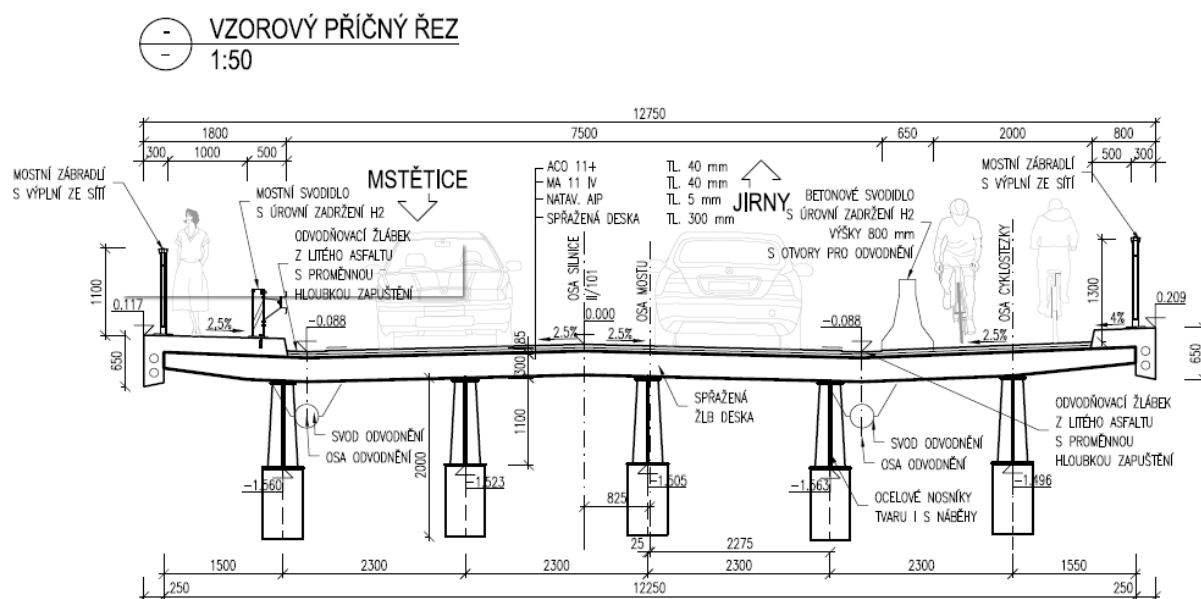 -
-
VZOROVÝ PŘÍČNÝ ŘEZ
1:50
12750
1800
7500
650
2000
800
300
1000
500
500
300
MOSTNÍ ZÁBRADLÍ
S VÝPLNÍ ZE SÍTÍ
MOSTNÍ SVODIDLO
S ÚROVNÍ ZADRŽENÍ H2
ODVODŇOVACÍ ŽLÁBEK
Z LITÉHO ASFALTU
S PROMĚNNOU
HLOUBKOU ZAPUŠTĚNÍ
MSTĚTICE
ACO 11+ TL. 40 mm
MA 11 IV TL. 40 mm
NATAV. AIP TL. 5 mm
SPŘAŽENÁ DESKA TL. 300 mm
JIRNY
BETONOVÉ SVODIDLO
S ÚROVNÍ ZADRŽENÍ H2
VÝŠKY 800 mm
S OTVORY PRO ODVODNĚNÍ
MOSTNÍ ZÁBRADLÍ
S VÝPLNÍ ZE SÍTÍ
OSA SILNICE
II/101
OSA MOSTU
OSA CYKLOSTEZKY
1100
0.117
2.5%
-0.088
2.5%
0.000
2.5%
-0.088
2.5%
1300
4%
0.209
650
85
300
1100
2000
650
SPŘAŽENÁ
ŽLB DESKA
SVOD ODVODNĚNÍ
OSA ODVODNĚNÍ
SVOD ODVODNĚNÍ
OSA ODVODNĚNÍ
ODVODŇOVACÍ ŽLÁBEK
Z LITÉHO ASFALTU
S PROMĚNNOU
HLOUBKOU ZAPUŠTĚNÍ
-1.560
-1.523
-1.505
-1.563
-1.496
OCELOVÉ NOSNÍKY
TVARU I S NÁBĚHY
825
25
2275
1500
2300
2300
2300
2300
1550
250
12250
250